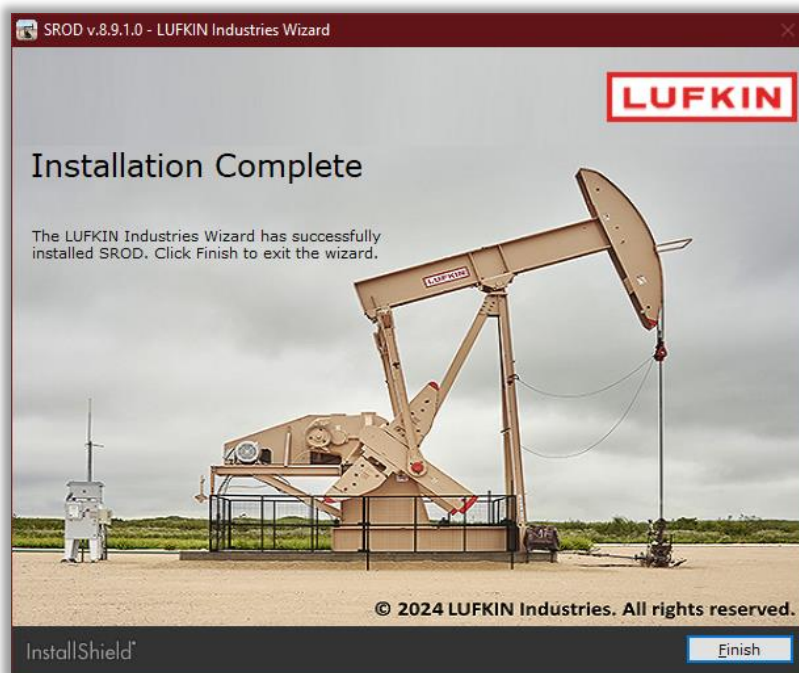 SROD v.8.9.1.0 - LUFKIN Industries Wizard
LUFKIN
Installation Complete
The LUFKIN Industries Wizard has successfully
installed SROD. Click Finish to exit the wizard.
LUFKIN
© 2024 LUFKIN Industries. All rights reserved.
InstallShield
Finish